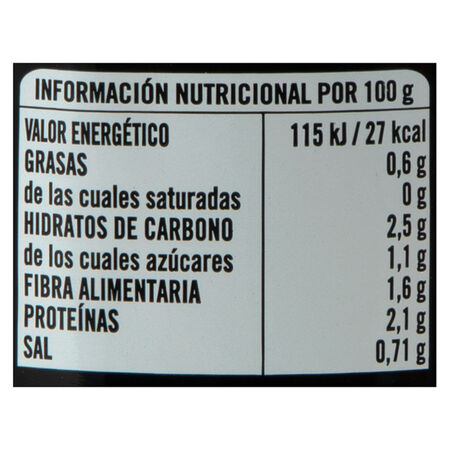 INFORMACIÓN NUTRICIONAL POR 100 g
VALOR ENERGÉTICO 115 kJ / 27 kcal
GRASAS 0,6 g
de las cuales saturadas 0 g
HIDRATOS DE CARBONO 2,5 g
de los cuales azúcares 1,1 g
FIBRA ALIMENTARIA 1,6 g
PROTEÍNAS 2,1 g
SAL 0,71 g